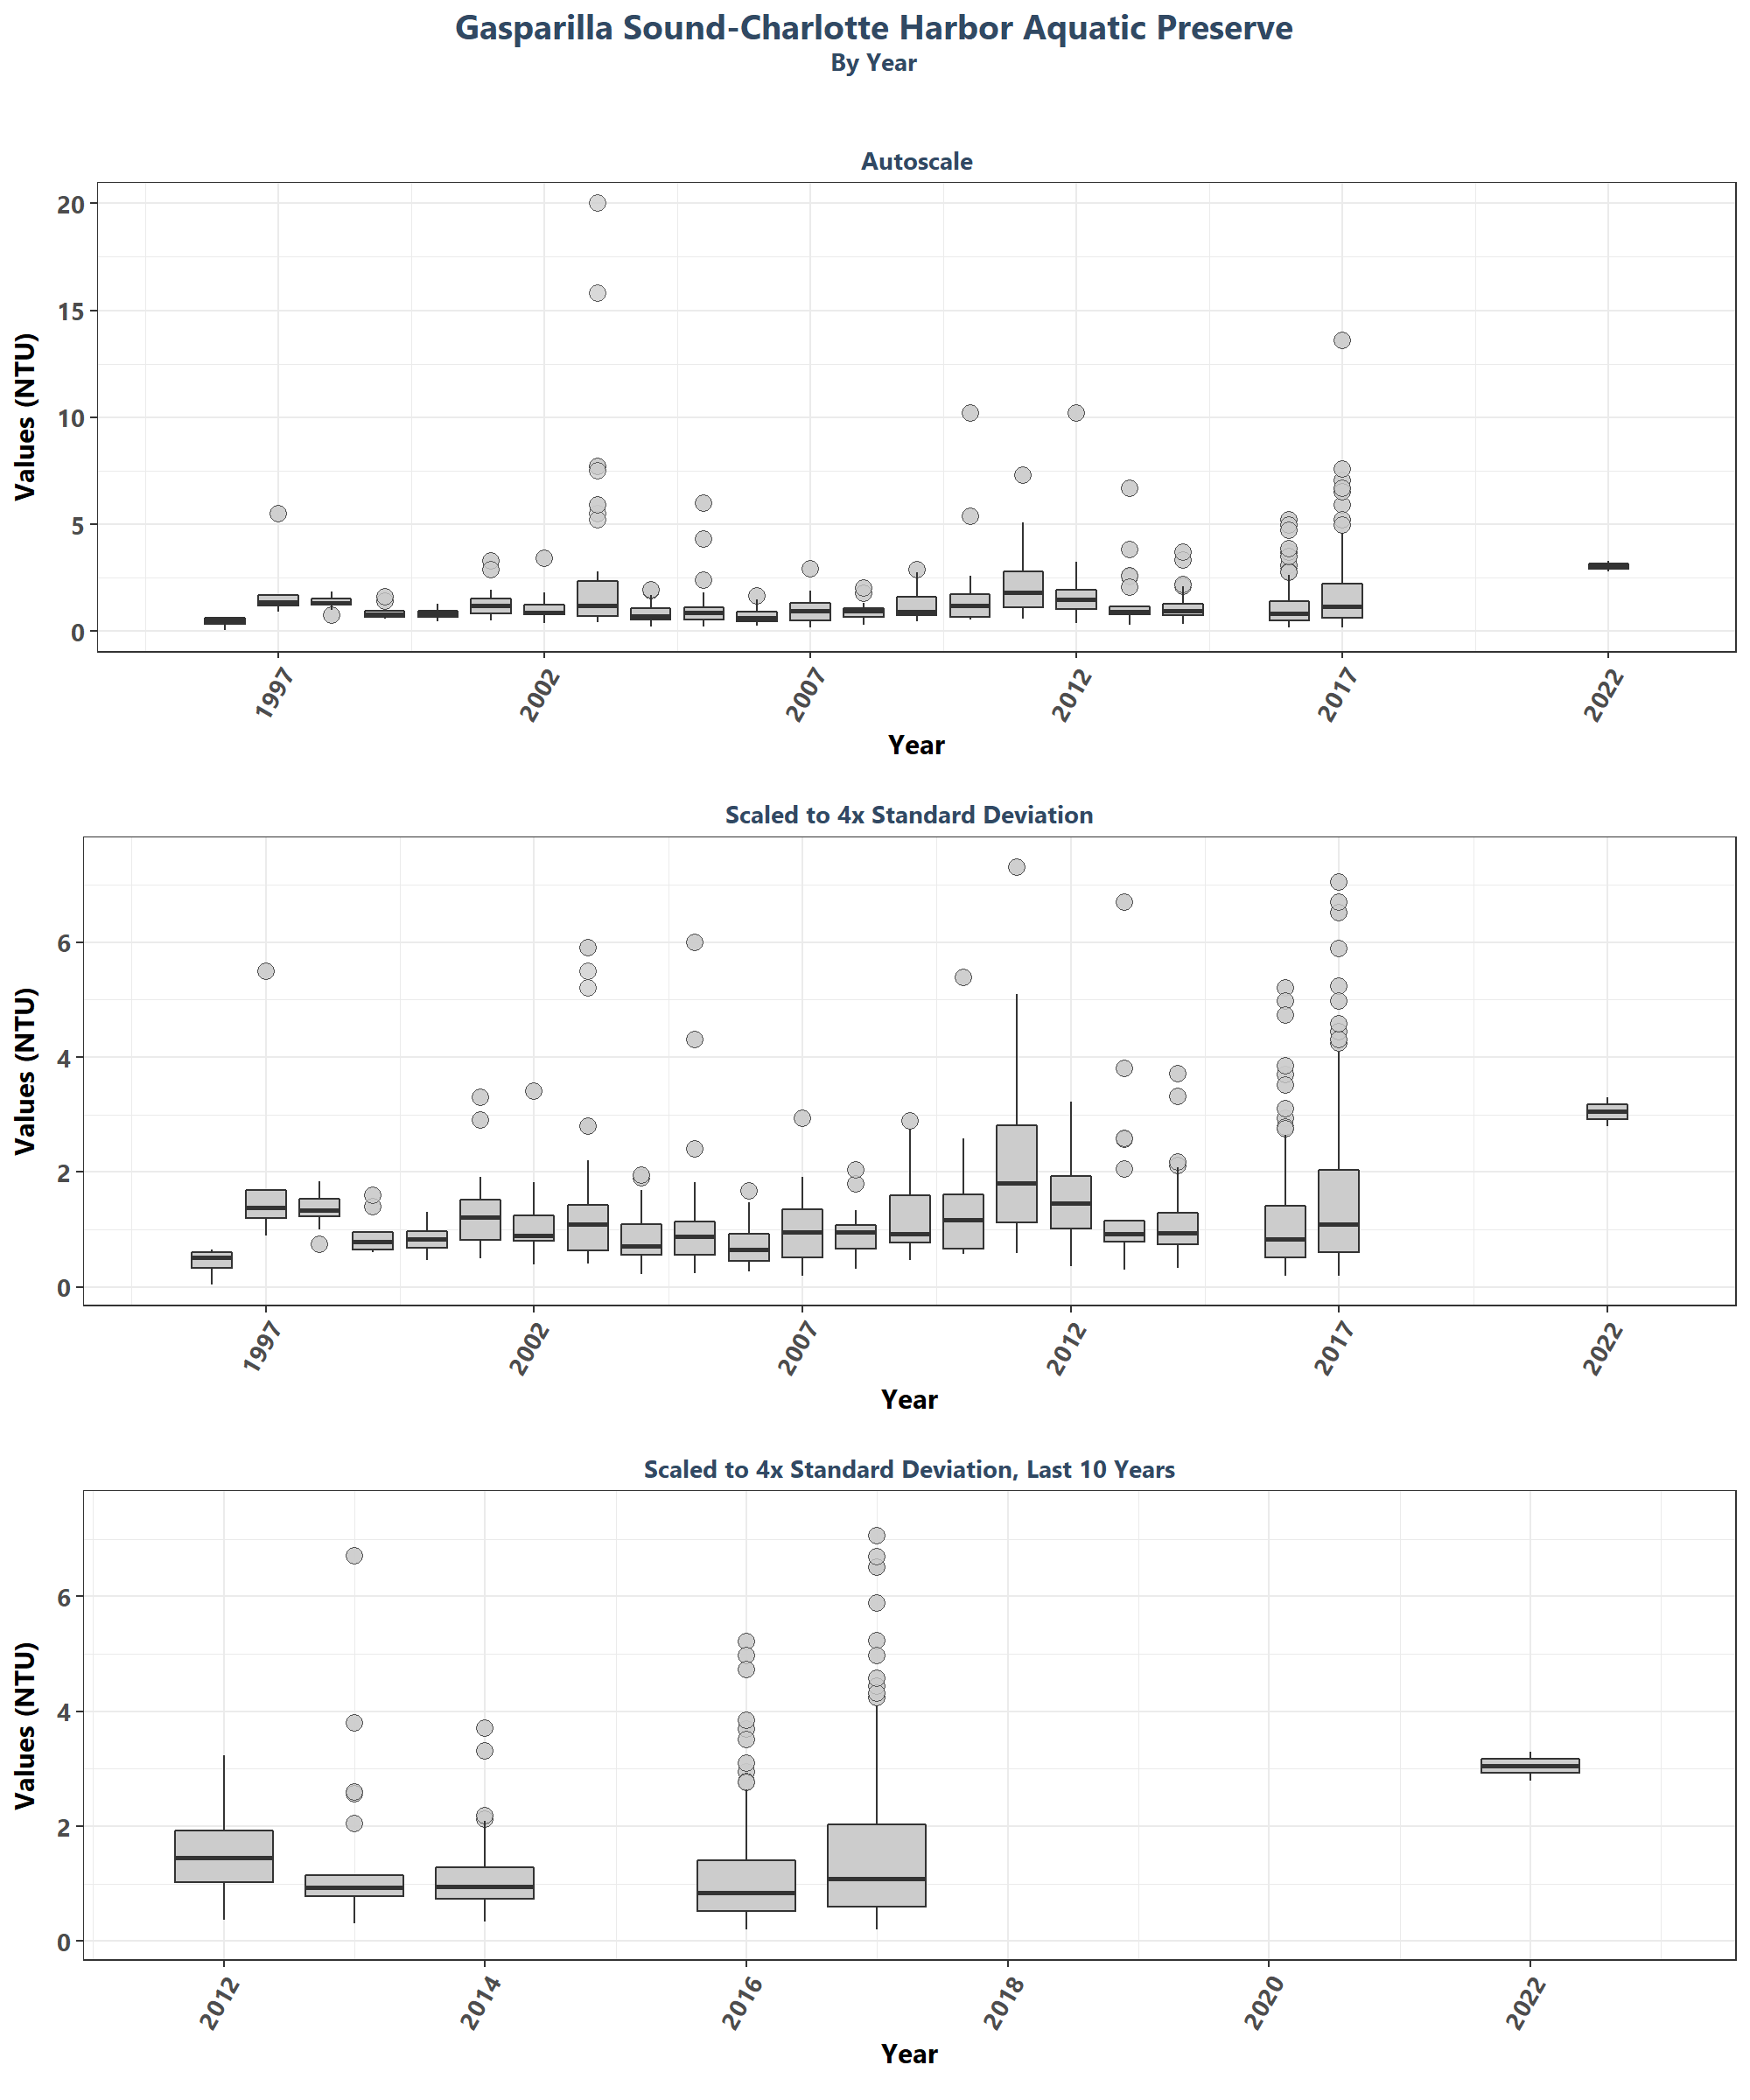 Gasparilla Sound-Charlotte Harbor Aquatic Preserve
By Year
Autoscale
Values (NTU)
20
15
10
5
0
1997
2002
2007
2012
2017
2022
Year
Scaled to 4x Standard Deviation
Values (NTU)
6
4
2
0
1997
2002
2007
2012
2017
2022
Year
Scaled to 4x Standard Deviation, Last 10 Years
Values (NTU)
6
4
2
0
2012
2014
2016
2018
2020
2022
Year